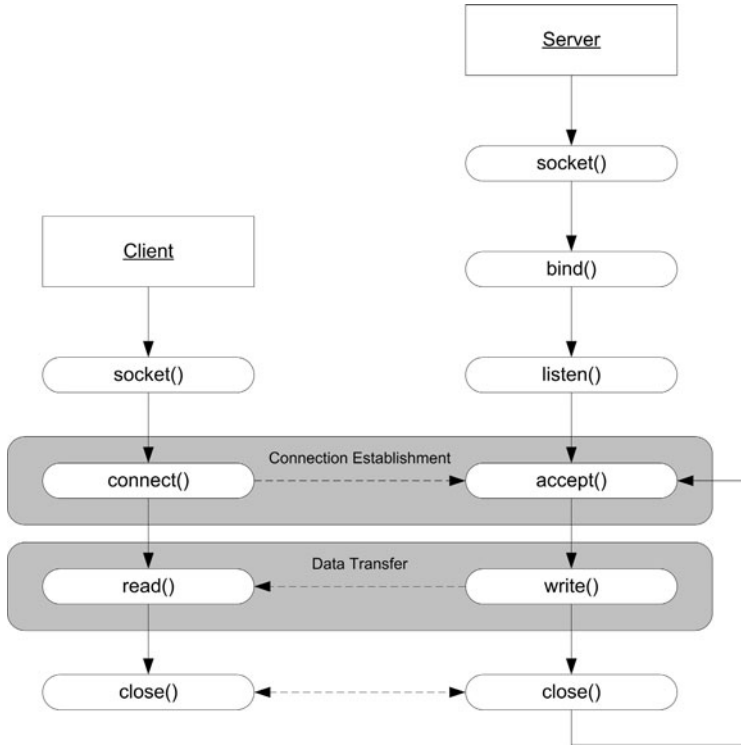 Server
socket()
bind()
Client
socket()
listen()
Connection Establishment
connect()
accept()
Data Transfer
read()
write()
close()
close()